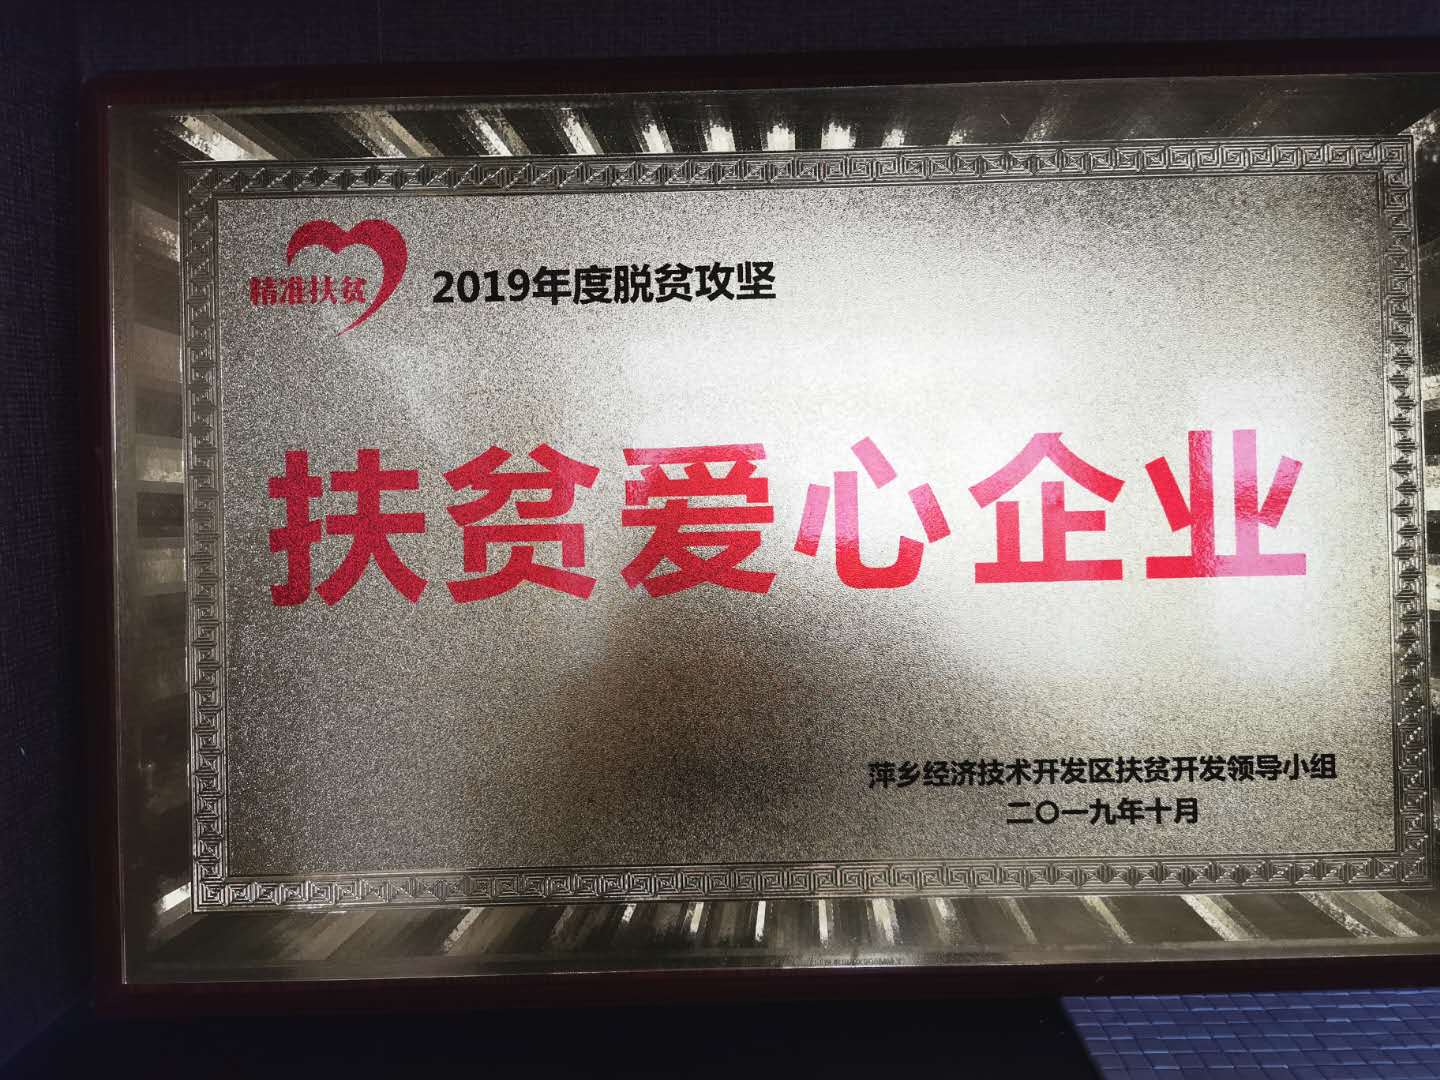 精准扶贫
2019年度脱贫攻坚
扶贫爱心企业
萍乡经济技术开发区扶贫开发领导小组
二〇一九年十月